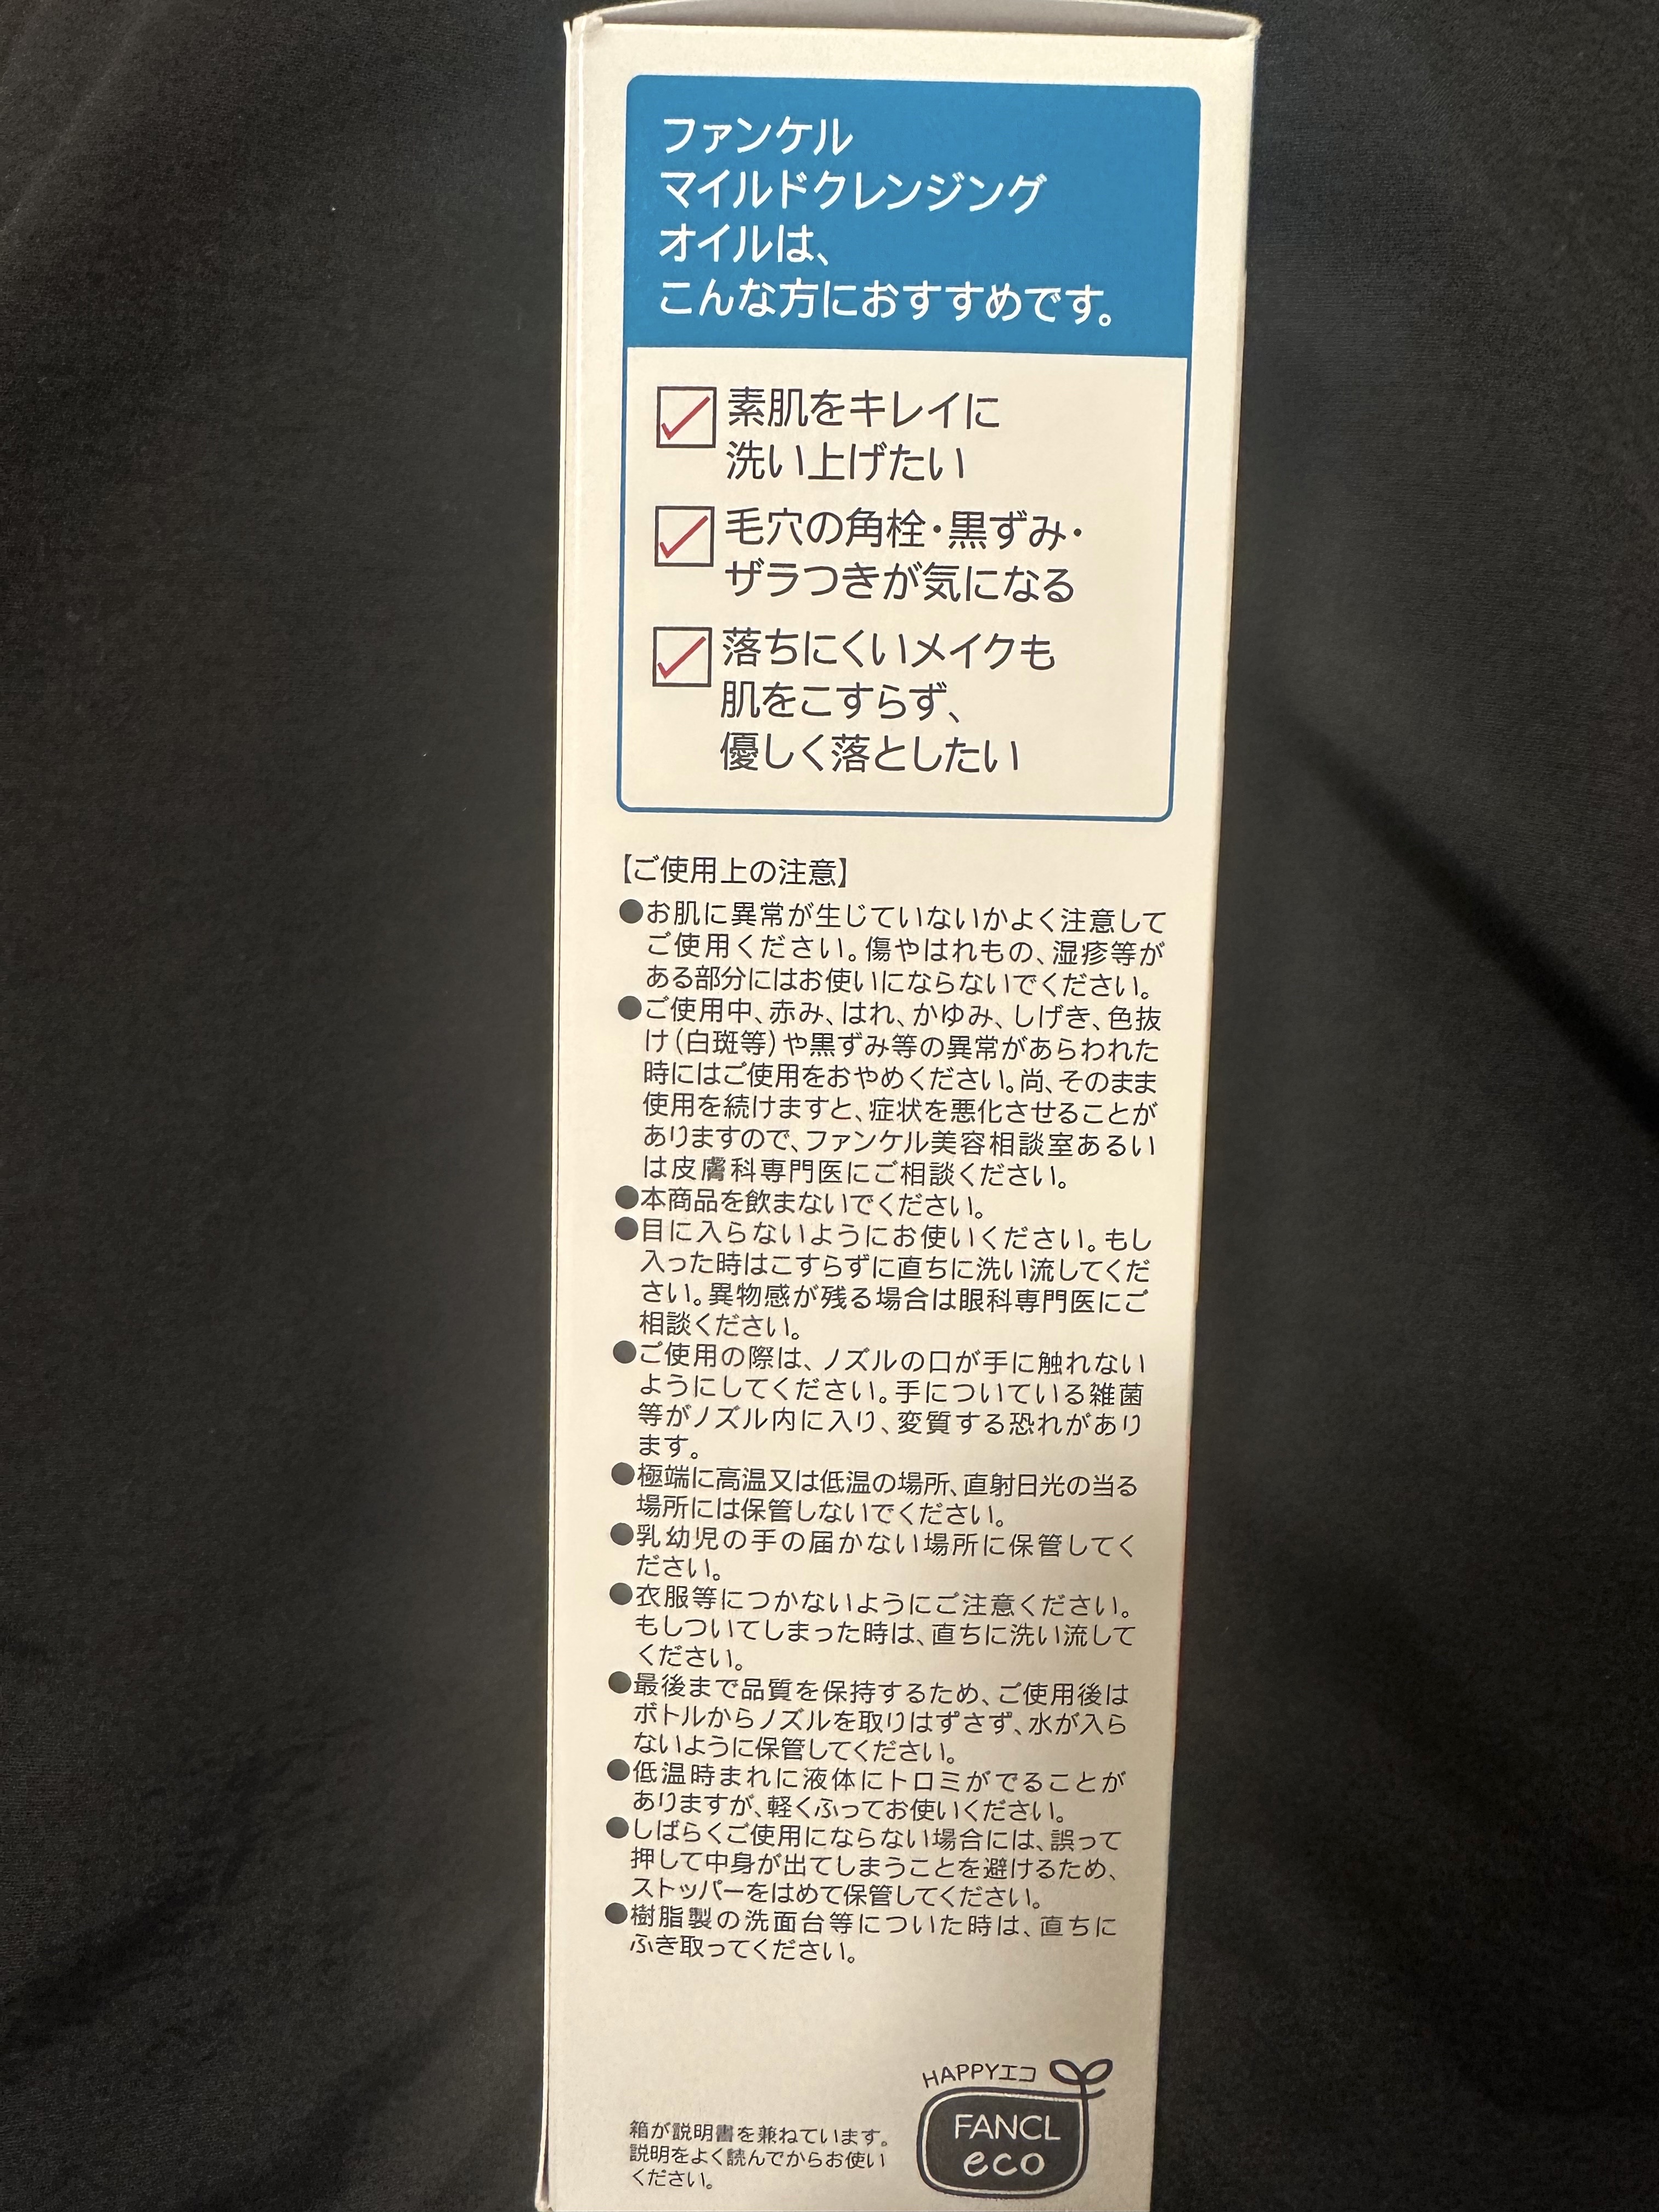 ファンケル
マイルドクレンジング
オイルは、
こんな方におすすめです。
素肌をキレイに
洗い上げたい
毛穴の角栓・黒ずみ・
ザラつきが気になる
落ちにくいメイクも
肌をこすらず、
優しく落としたい
【ご使用上の注意】
●お肌に異常が生じていないかよく注意して
ご使用ください。傷やはれもの、湿疹等が
ある部分にはお使いにならないでください。
●ご使用中、赤み、はれ、かゆみ、しげき、色抜
け(白斑等)や黒ずみ等の異常があらわれた
時にはご使用をおやめください。尚、そのまま
使用を続けますと、症状を悪化させることが
ありますので、ファンケル美容相談室あるい
は皮膚科専門医にご相談ください。
●本商品を飲まないでください。
●目に入らないようにお使いください。もし
入った時はこすらずに直ちに洗い流してくだ
さい。異物感が残る場合は眼科専門医にご
相談ください。
●ご使用の際は、ノズルの口が手に触れない
ようにしてください。手についている雑菌
等がノズル内に入り、変質する恐れがあり
ます。
●極端に高温又は低温の場所、直射日光の当る
場所には保管しないでください。
●乳幼児の手の届かない場所に保管してく
ださい。
●衣服等につかないようにご注意ください。
もしついてしまった時は、直ちに洗い流して
ください。
●最後まで品質を保持するため、ご使用後は
ボトルからノズルを取りはずさず、水が入ら
ないように保管してください。
●低温時まれに液体にトロミがでることが
ありますが、軽くふってお使いください。
●しばらくご使用にならない場合には、誤って
押して中身が出てしまうことを避けるため、
ストッパーをはめて保管してください。
●樹脂製の洗面台等についた時は、直ちに
ふき取ってください。
HAPPYエコ
FANCL
eco
箱が説明書を兼ねています。
説明をよく読んでからお使い
ください。